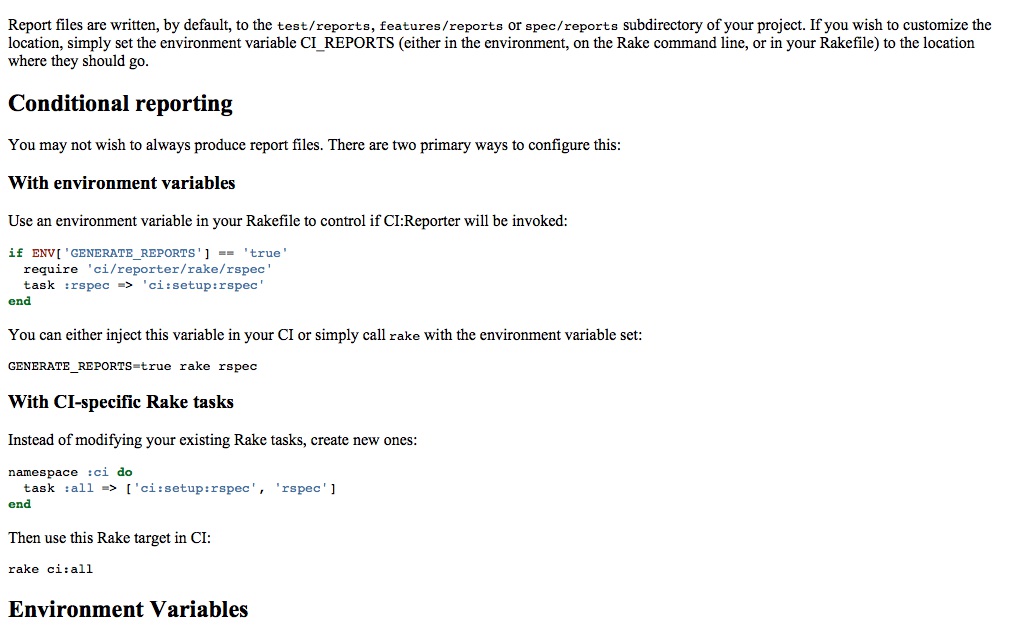 Report files are written, by default, to the test/reports, features/reports or spec/reports subdirectory of your project. If you wish to customize the
location, simply set the environment variable CI_REPORTS (either in the environment, on the Rake command line, or in your Rakefile) to the location
where they should go.
Conditional reporting
You may not wish to always produce report files. There are two primary ways to configure this:
With environment variables
Use an environment variable in your Rakefile to control if CI:Reporter will be invoked:
if ENV['GENERATE_REPORTS'] == 'true'
  require 'ci/reporter/rake/rspec'
  task :rspec => 'ci:setup:rspec'
end
You can either inject this variable in your CI or simply call rake with the environment variable set:
GENERATE_REPORTS=true rake rspec
With CI-specific Rake tasks
Instead of modifying your existing Rake tasks, create new ones:
namespace :ci do
  task :all => ['ci:setup:rspec', 'rspec']
end
Then use this Rake target in CI:
rake ci:all
Environment Variables